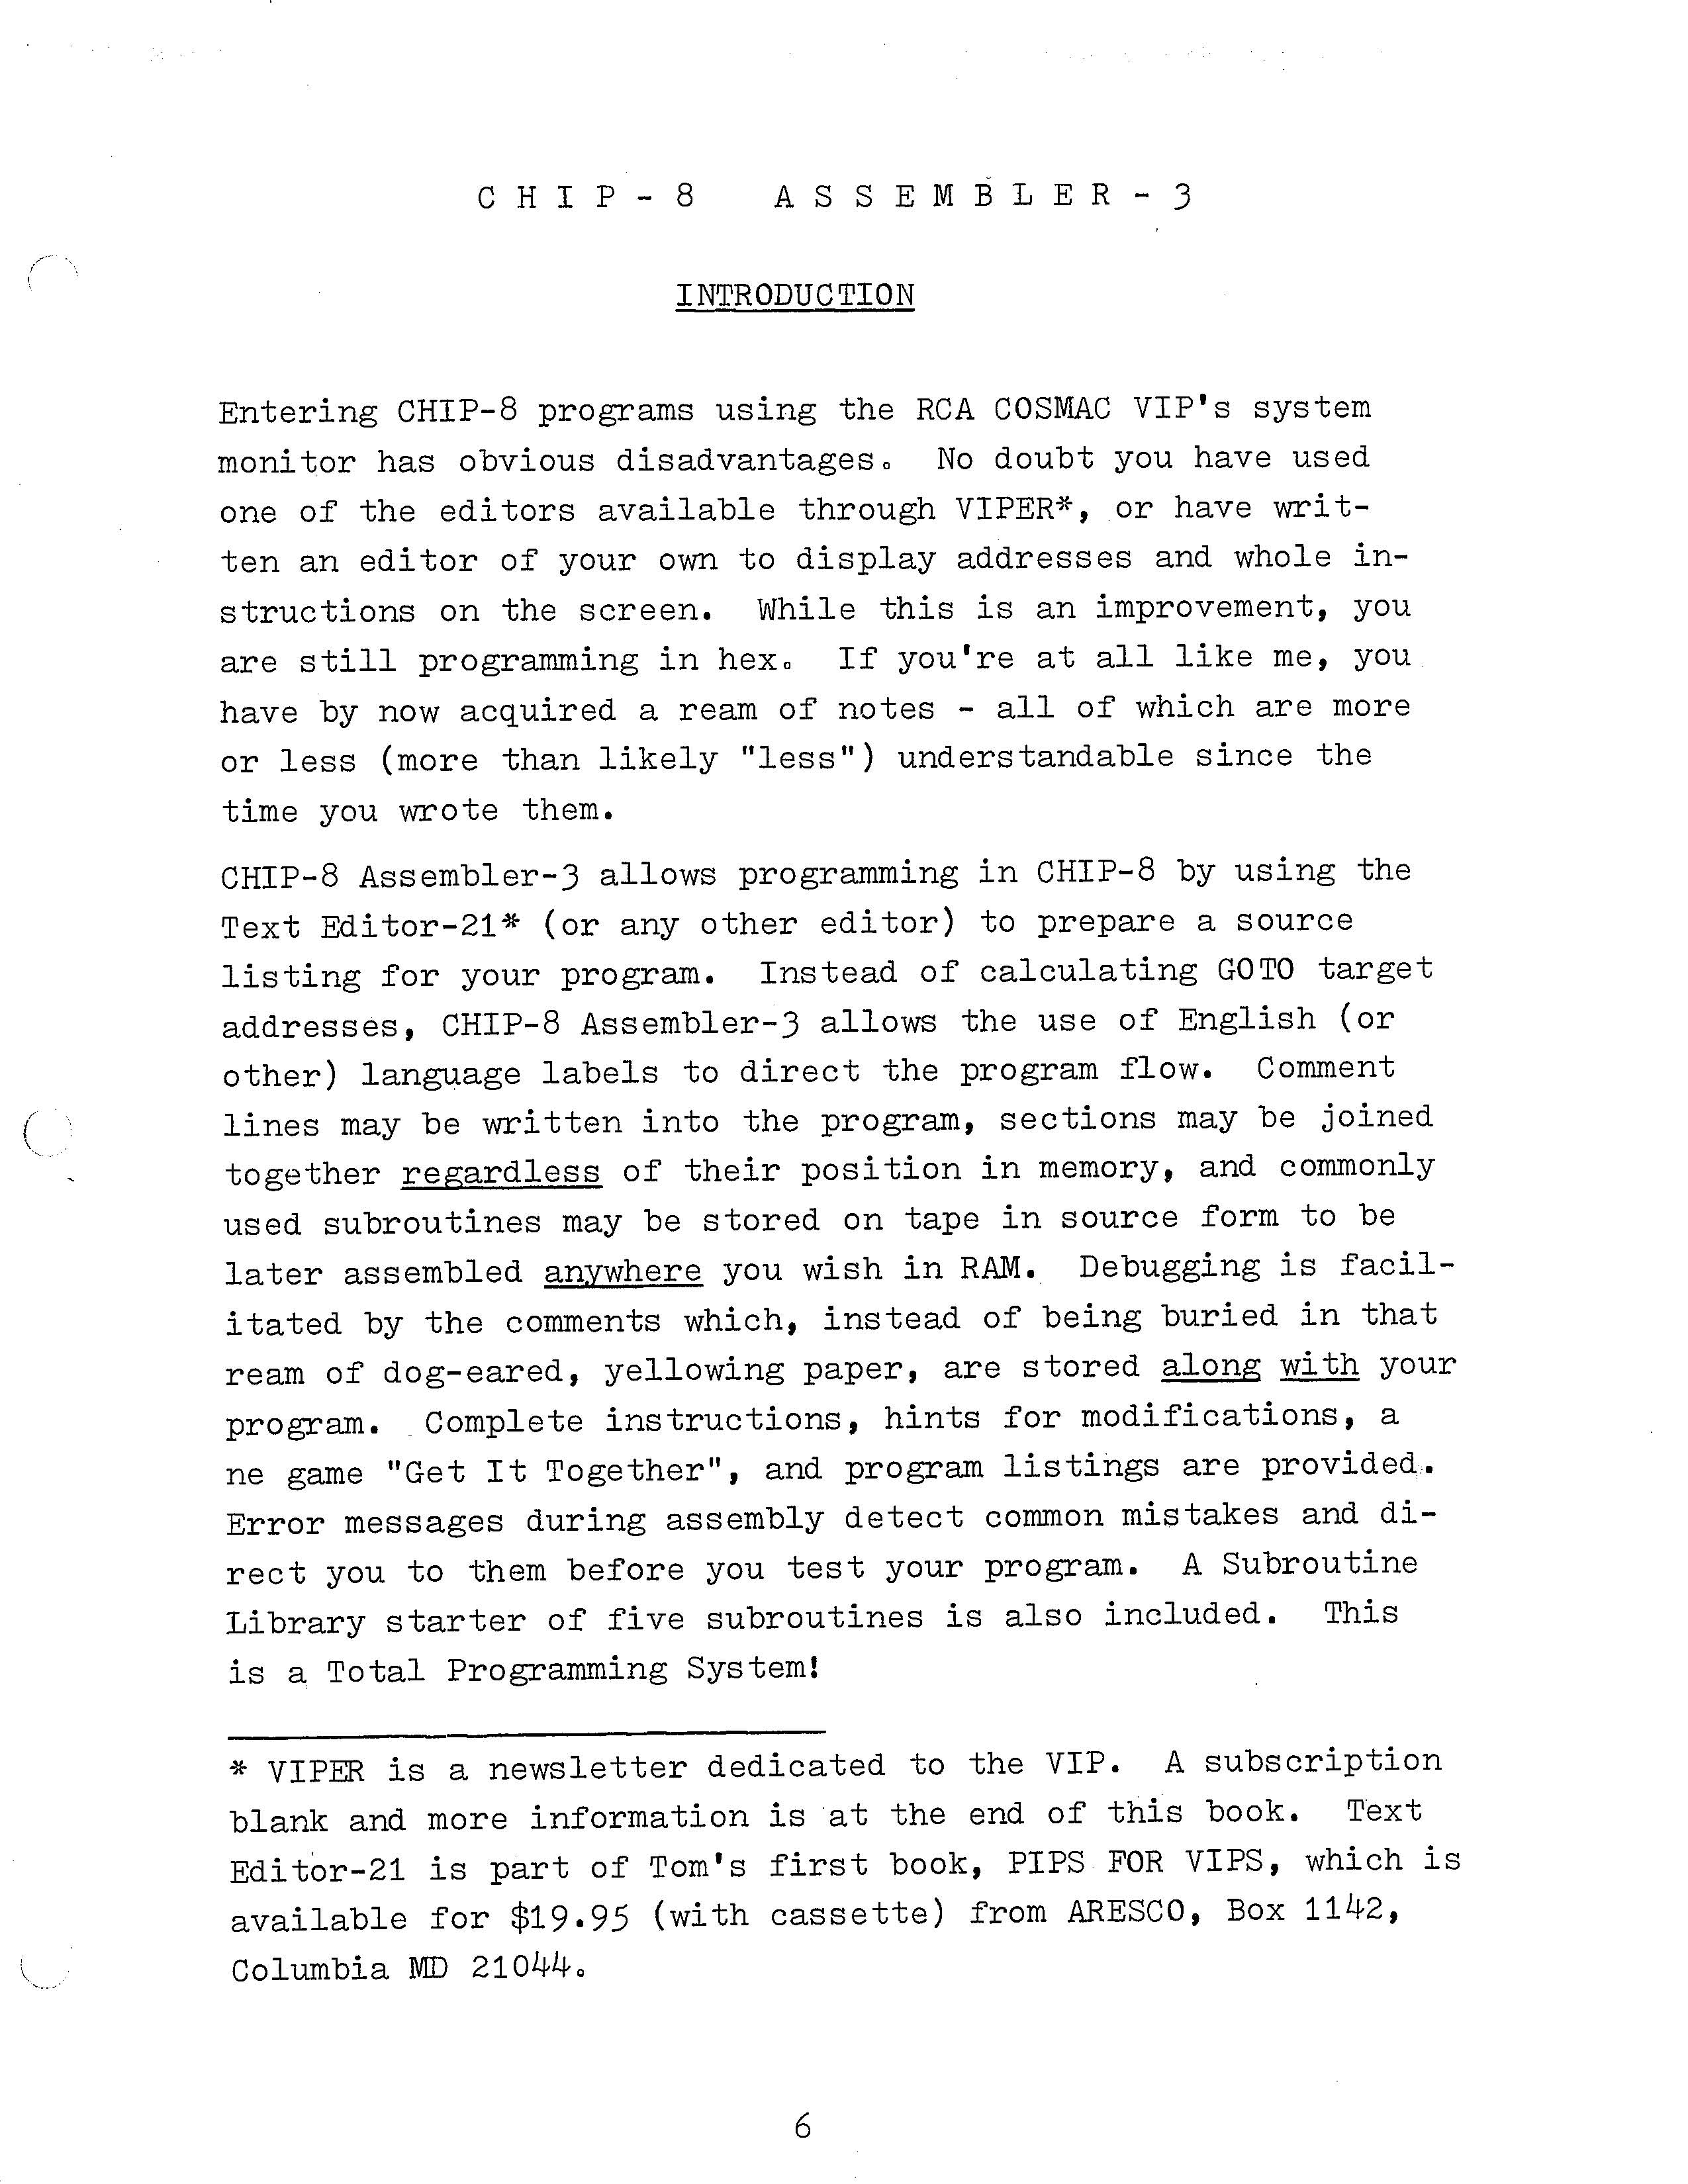 CHIP-8 ASSEMBLER-3
INTRODUCTION
Entering CHIP-8 programs using the RCA COSMAC VIP's system
monitor has obvious disadvantages. No doubt you have used
one of the editors available through VIPER*, or have writ-
ten an editor of your own to display addresses and whole in-
structions on the screen. While this is an improvement, you
are still programming in hex. If you're at all like me, you
have by now acquired a ream of notes - all of which are more
or less (more than likely "less") understandable since the
time you wrote them.
CHIP-8 Assembler-3 allows programming in CHIP-8 by using the
Text Editor-21* (or any other editor) to prepare a source
listing for your program. Instead of calculating GOTO target
addresses, CHIP-8 Assembler-3 allows the use of English (or
other) language labels to direct the program flow. Comment
lines may be written into the program, sections may be joined
together regardless of their position in memory, and commonly
used subroutines may be stored on tape in source form to be
later assembled anywhere you wish in RAM. Debugging is facil-
itated by the comments which, instead of being buried in that
ream of dog-eared, yellowing paper, are stored along with your
program. Complete instructions, hints for modifications, a
ne game "Get It Together", and program listings are provided.
Error messages during assembly detect common mistakes and di-
rect you to them before you test your program. A Subroutine
Library starter of five subroutines is also included. This
is a Total Programming System!
* VIPER is a newsletter dedicated to the VIP. A subscription
blank and more information is at the end of this book. Text
Editor-21 is part of Tom's first book, PIPS FOR VIPS, which is
available for $19.95 (with cassette) from ARESCO, Box 1142,
Columbia MD 21044.
6